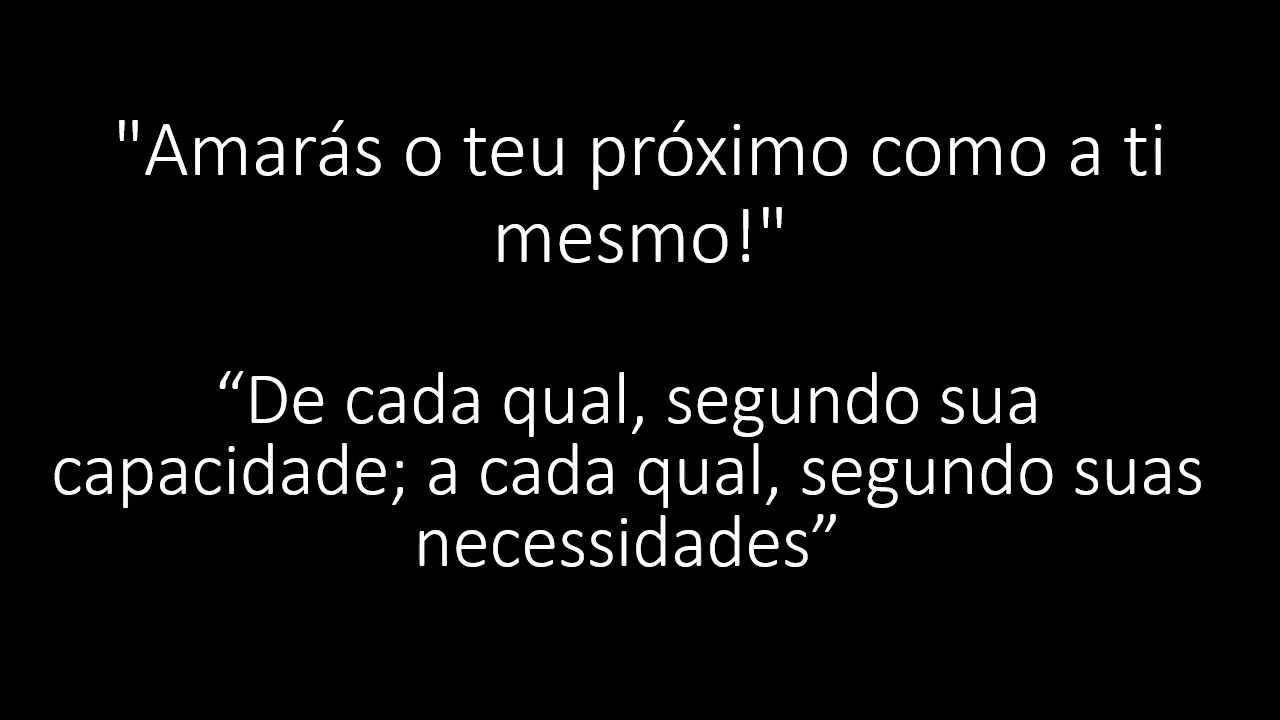 "Amarás o teu próximo como a ti
mesmo!"
“De cada qual, segundo sua
capacidade; a cada qual, segundo suas
necessidades”